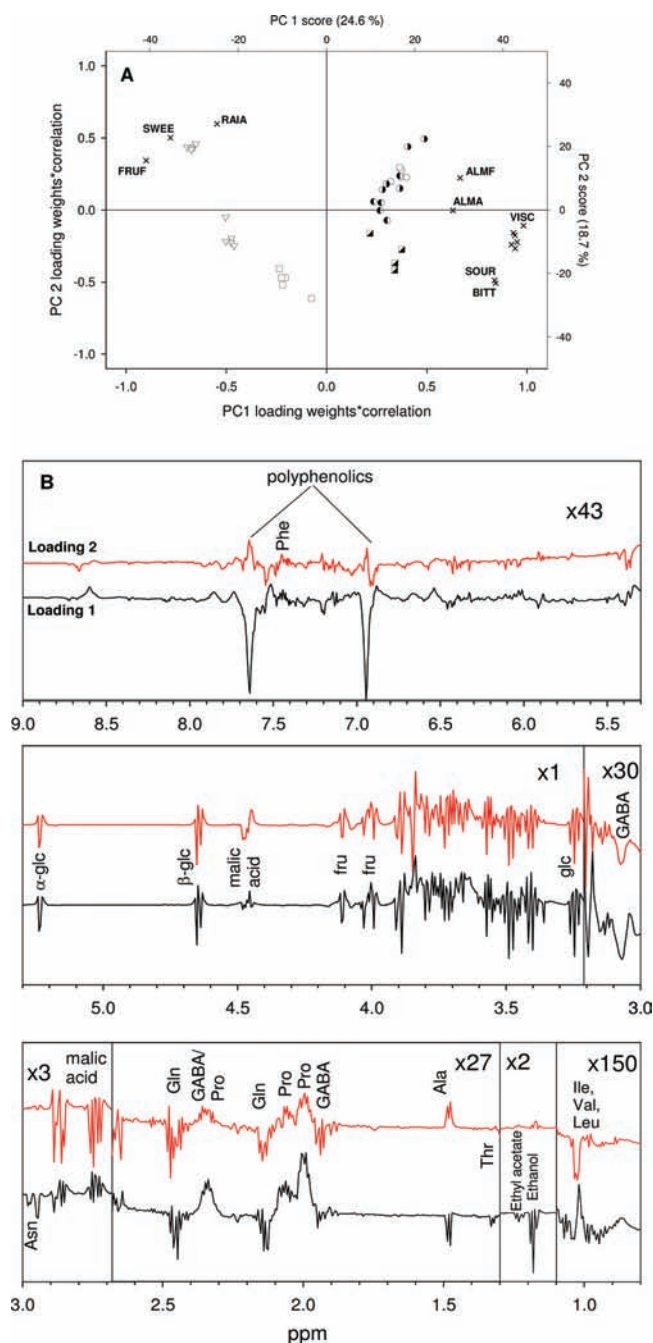 PC 1 score (24.6 %)
-40 -20 0 20 40
A
1.0
0.5
0.0
-0.5
-1.0
PC 2 loading weights*correlation
SWEE
RAIA
FRUF
ALMF
ALMA
VISC
SOUR
BITT
40
20
0
-20
-40
PC 2 score (18.7 %)
-1.0 -0.5 0.0 0.5 1.0
PC1 loading weights*correlation
B
polyphenolics
x43
Phe
Loading 2
Loading 1
9.0 8.5 8.0 7.5 7.0 6.5 6.0 5.5
x1
x30
GABA
α-glc
β-glc
malic
acid
fru
fru
glc
5.0 4.5 4.0 3.5 3.0
x3
malic
acid
x27
x2
x150
Gln
GABA/
Pro
Gln
Pro
Pro
GABA
Ala
Thr
Ethyl acetate
Ethanol
Ile,
Val,
Leu
Asn
3.0 2.5 2.0 1.5 1.0
ppm